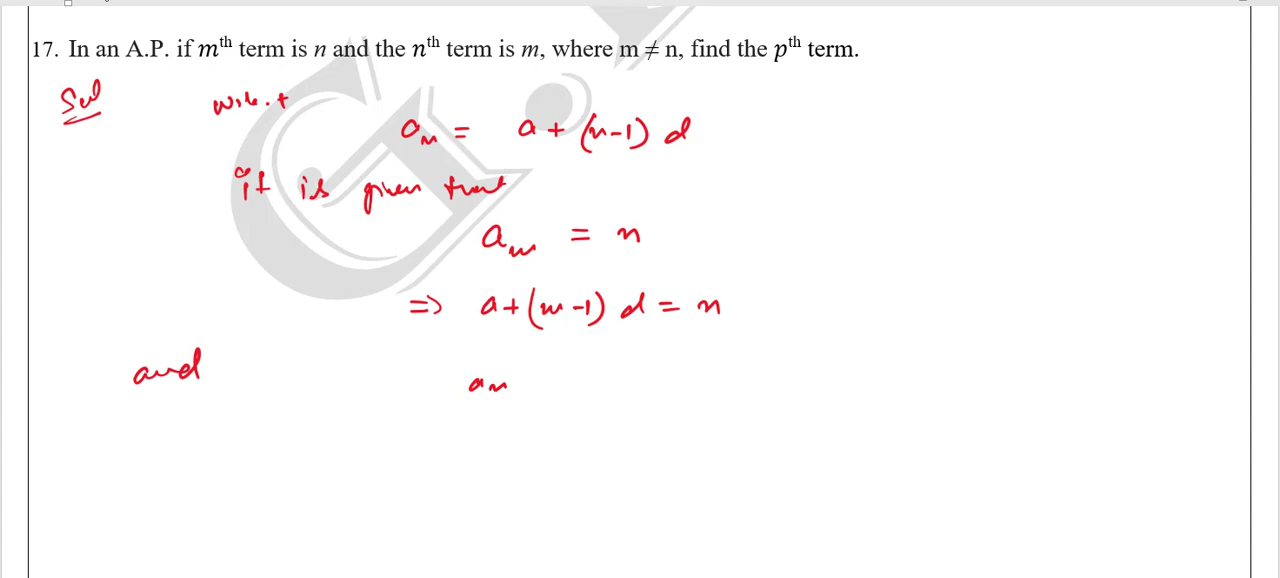 17. In an A.P. if mᵗʰ term is n and the nᵗʰ term is m, where m ≠ n, find the pᵗʰ term.
Sol
w.k.t
aₙ = a + (n-1) d
it is given that
aₘ = n
=> a + (m-1) d = n
and
aₙ